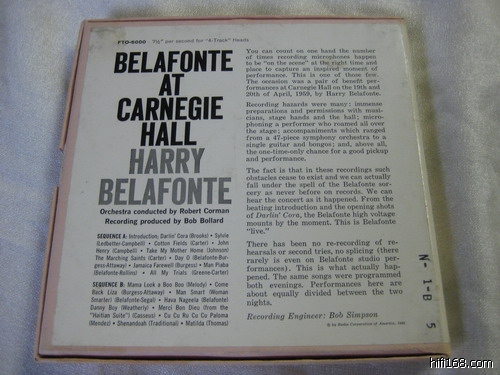 FTO-6006 7½" per second for "4-Track" Heads
BELAFONTE
AT
CARNEGIE
HALL
HARRY
BELAFONTE
Orchestra conducted by Robert Corman
Recording produced by Bob Bollard
SEQUENCE A: Introduction; Darlin' Cora (Brooks) • Sylvie
(Ledbetter-Campbell) • Cotton Fields (Carter) • John
Henry (Campbell) • Take My Mother Home (Johnson)
The Marching Saints (Carter) • Day O (Belafonte-Bur-
gess-Attaway) • Jamaica Farewell (Burgess) • Man Piaba
(Belafonte-Rollins) • All My Trials (Greene-Carter)
SEQUENCE B: Mama Look a Boo Boo (Melody) • Come
Back Liza (Burgess-Attaway) • Man Smart (Woman
Smarter) (Belafonte-Segal) • Hava Nageela (Belafonte)
Danny Boy (Weatherly) • Merci Bon Dieu (from the
"Haitian Suite") (Casseus) • Cu Cu Ru Cu Cu Paloma
(Mendez) • Shenandoah (Traditional) • Matilda (Thomas)
You can count on one hand the number
of times recording microphones happen
to be "on the scene" at the right time and
place to capture an inspired moment of
performance. This is one of those few.
The occasion was a pair of benefit per-
formances at Carnegie Hall on the 19th and
20th of April, 1959, by Harry Belafonte.
Recording hazards were many: immense
preparations and permissions with musi-
cians, stage hands and the hall; micro-
phoning a performer who roamed all over
the stage; accompaniments which ranged
from a 47-piece symphony orchestra to a
single guitar and bongos; and, above all,
the one-time-only chance for a good pickup
and performance.
The fact is that in these recordings such
obstacles cease to exist and we can actually
fall under the spell of the Belafonte sor-
cery as never before on records. We can
hear the concert as it happened. From the
beating introduction and the opening shots
of Darlin' Cora, the Belafonte high voltage
mounts by the moment. This is Belafonte
"live."
There has been no re-recording of re-
hearsals or second tries, no splicing (there
rarely is even on Belafonte studio per-
formances). This is what actually hap-
pened. The same songs were programmed
both evenings. Performances here are
about equally divided between the two
nights.
Recording Engineer: Bob Simpson
© by Radio Corporation of America, 1960
N-1-8 5
hifi168.com